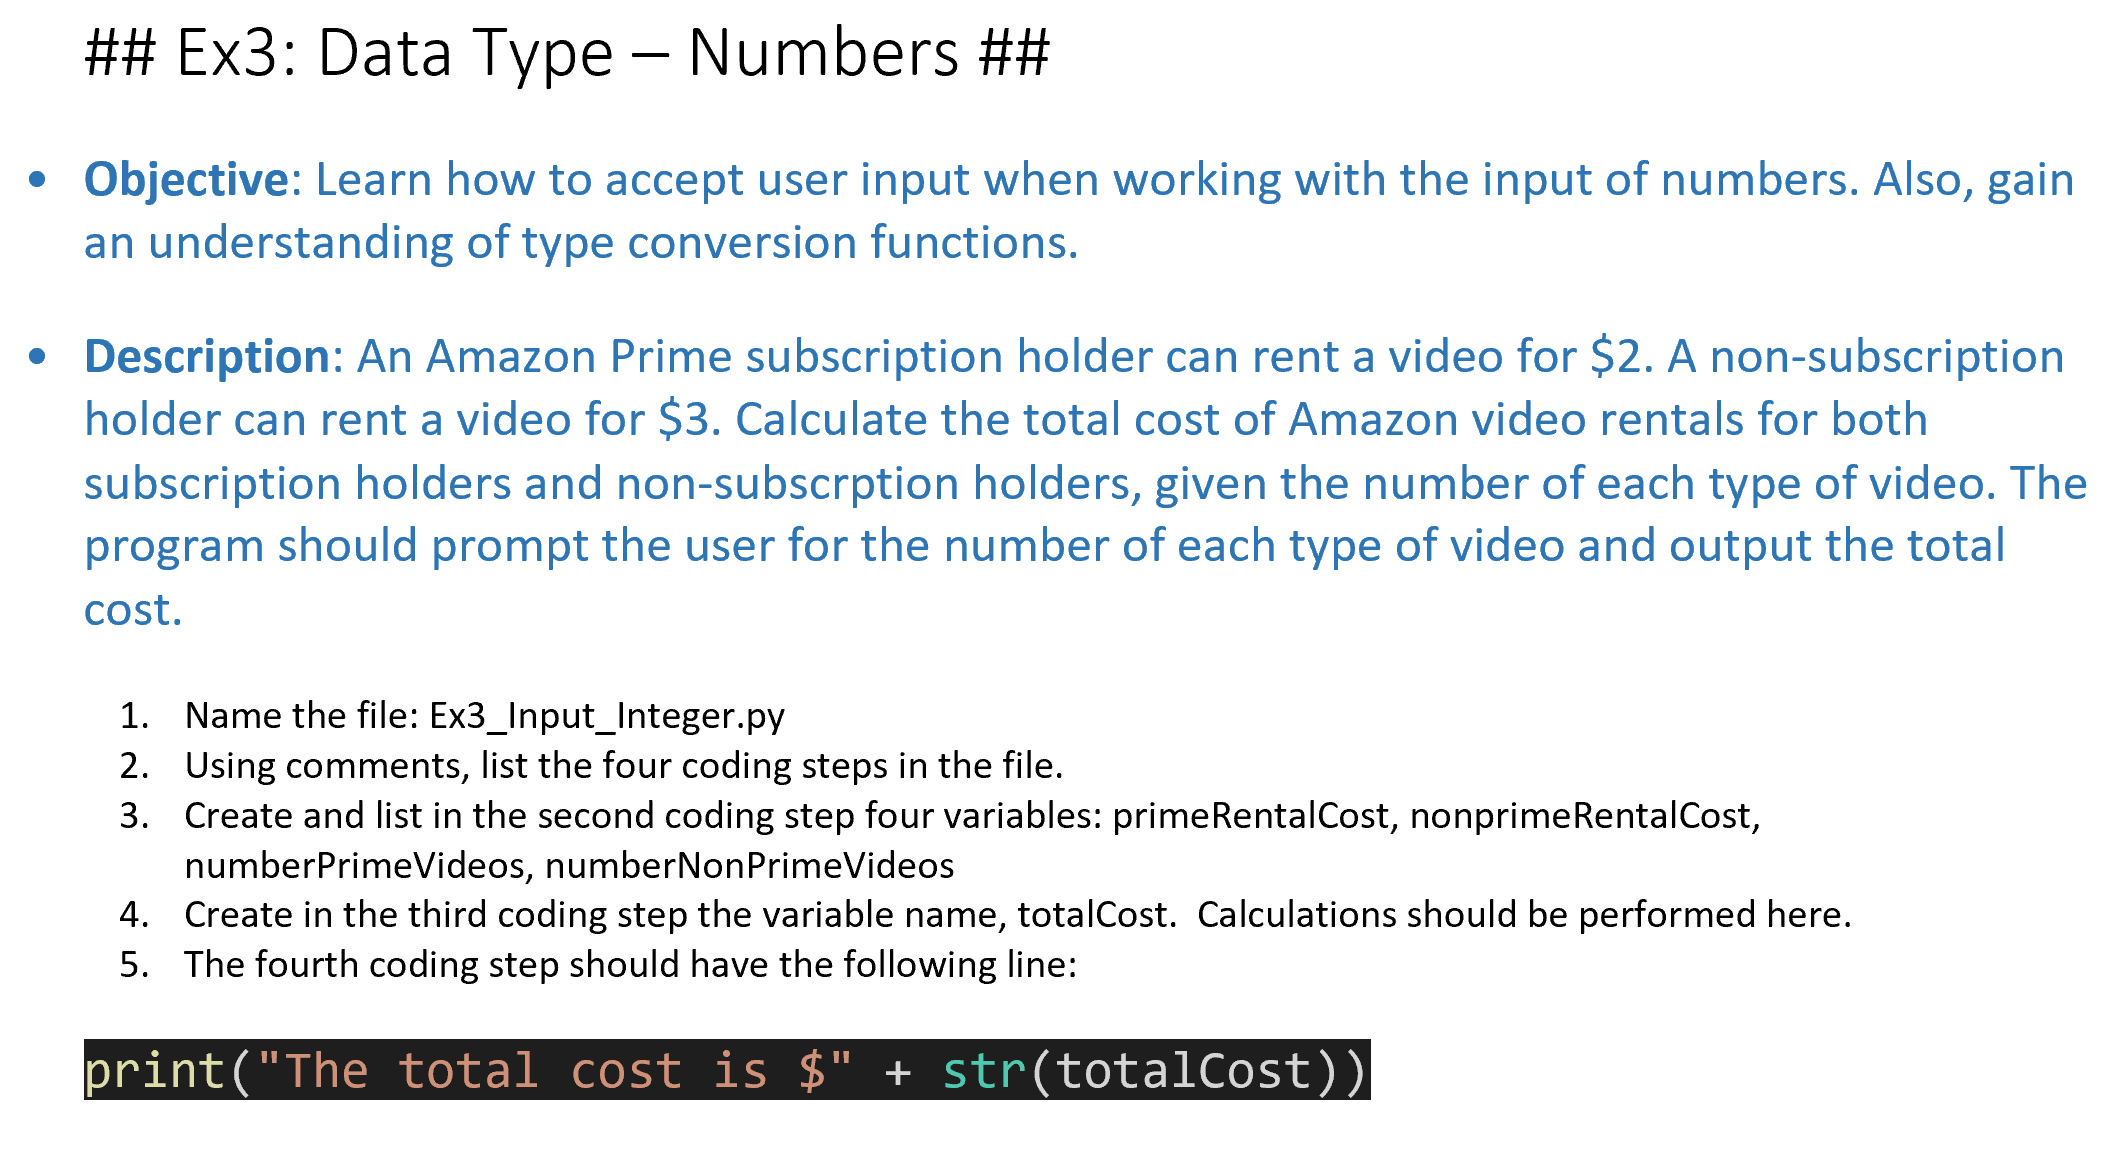 ## Ex3: Data Type – Numbers ##
• Objective: Learn how to accept user input when working with the input of numbers. Also, gain
an understanding of type conversion functions.
• Description: An Amazon Prime subscription holder can rent a video for $2. A non-subscription
holder can rent a video for $3. Calculate the total cost of Amazon video rentals for both
subscription holders and non-subscrption holders, given the number of each type of video. The
program should prompt the user for the number of each type of video and output the total
cost.
1. Name the file: Ex3_Input_Integer.py
2. Using comments, list the four coding steps in the file.
3. Create and list in the second coding step four variables: primeRentalCost, nonprimeRentalCost,
numberPrimeVideos, numberNonPrimeVideos
4. Create in the third coding step the variable name, totalCost.  Calculations should be performed here.
5. The fourth coding step should have the following line:
print("The total cost is $" + str(totalCost))